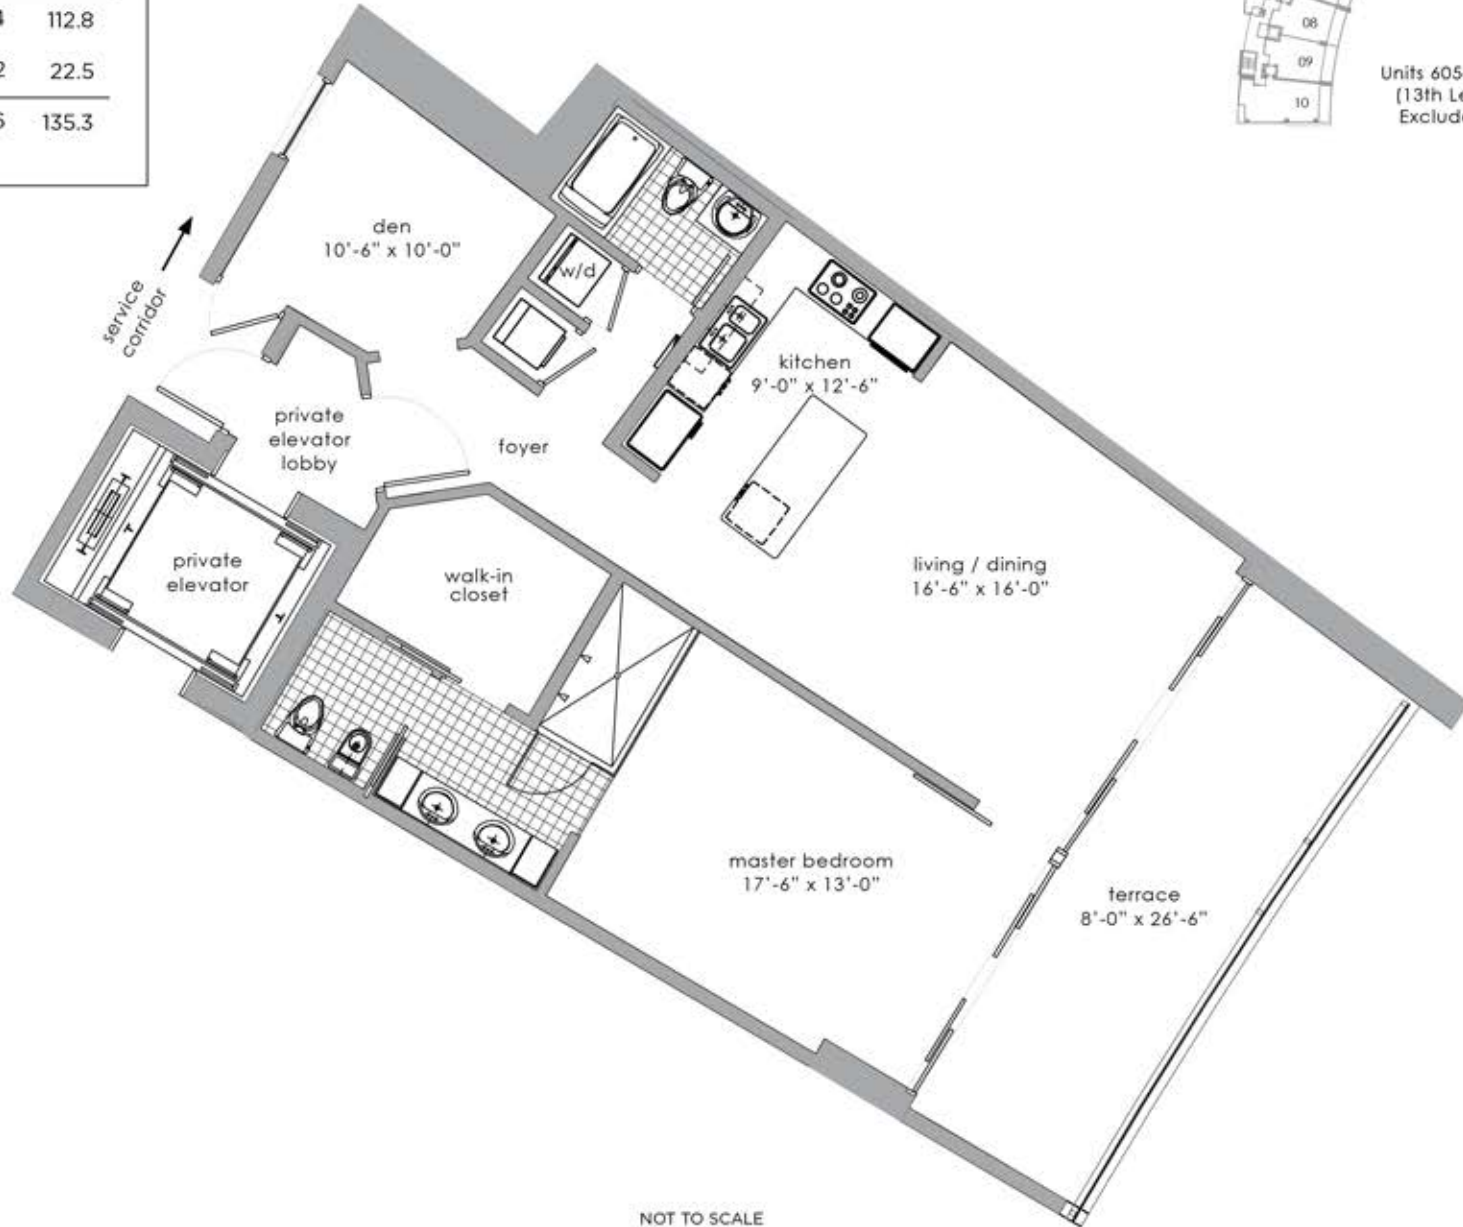 112.8
22.5
135.3
08
09
10
Units 605
(13th
den
10'-6" x 10'-0"
w/d
service
corridor
kitchen
9'-0" x 12'-6"
private
elevator
lobby
foyer
private
elevator
walk-in
closet
living / dining
16'-6" x 16'-0"
master bedroom
17'-6" x 13'-0"
terrace
8'-0" x 26'-6"
NOT TO SCALE